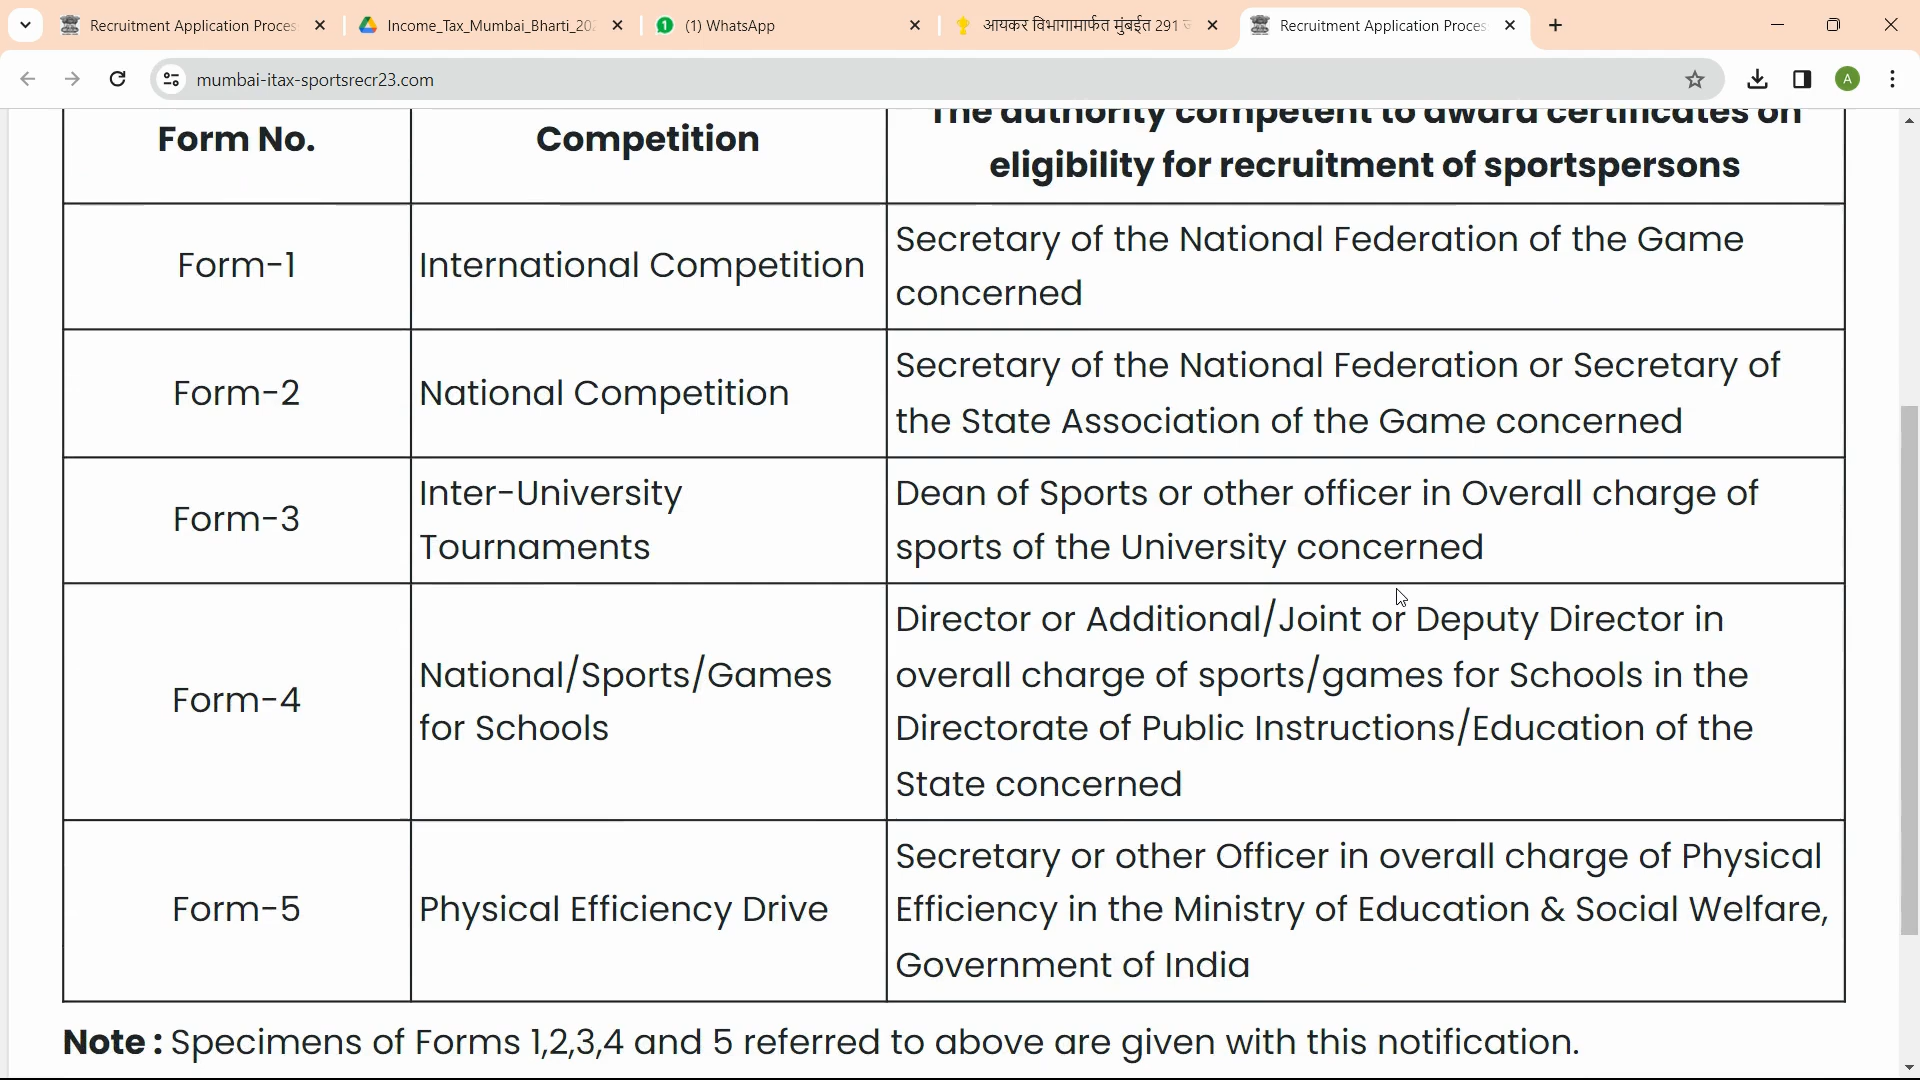 Recruitment Application Proces
Income_Tax_Mumbai_Bharti_202
(1) WhatsApp
आयकर विभागामार्फत मुंबईत 291
Recruitment Application Proces
mumbai-itax-sportsrecr23.com
A
Form No.
Competition
The authority competent to award certificates on
eligibility for recruitment of sportspersons
Form-1
International Competition
Secretary of the National Federation of the Game
concerned
Form-2
National Competition
Secretary of the National Federation or Secretary of
the State Association of the Game concerned
Form-3
Inter-University
Tournaments
Dean of Sports or other officer in Overall charge of
sports of the University concerned
Form-4
National/Sports/Games
for Schools
Director or Additional/Joint or Deputy Director in
overall charge of sports/games for Schools in the
Directorate of Public Instructions/Education of the
State concerned
Form-5
Physical Efficiency Drive
Secretary or other Officer in overall charge of Physical
Efficiency in the Ministry of Education & Social Welfare,
Government of India
Note : Specimens of Forms 1,2,3,4 and 5 referred to above are given with this notification.